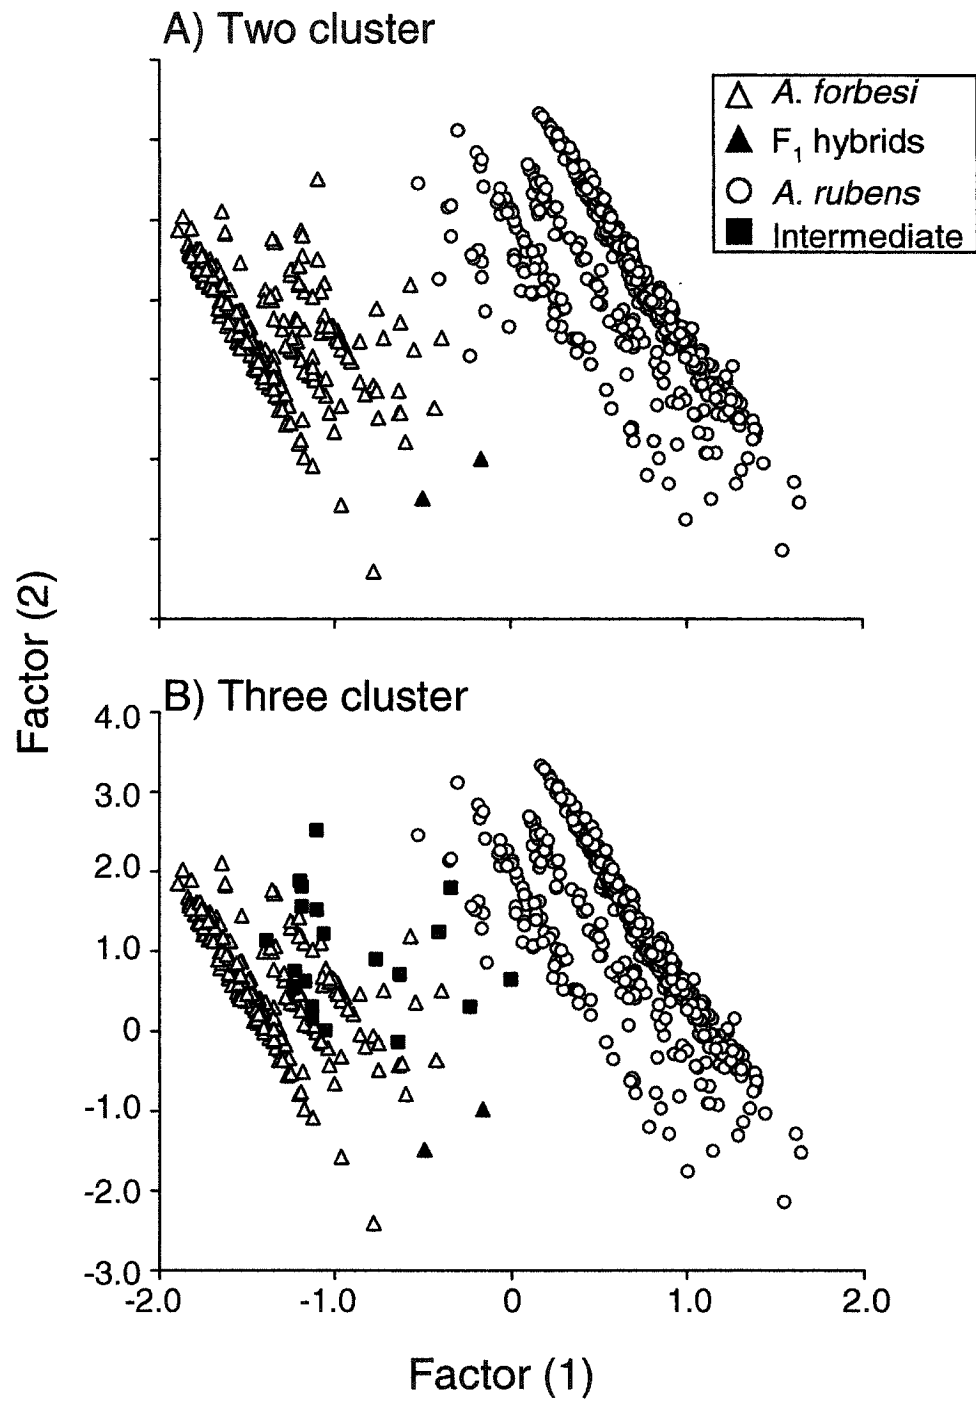 A) Two cluster
A. forbesi
F1 hybrids
A. rubens
Intermediate
Factor (2)
B) Three cluster
4.0
3.0
2.0
1.0
0
-1.0
-2.0
-3.0
-2.0 -1.0 0 1.0 2.0
Factor (1)